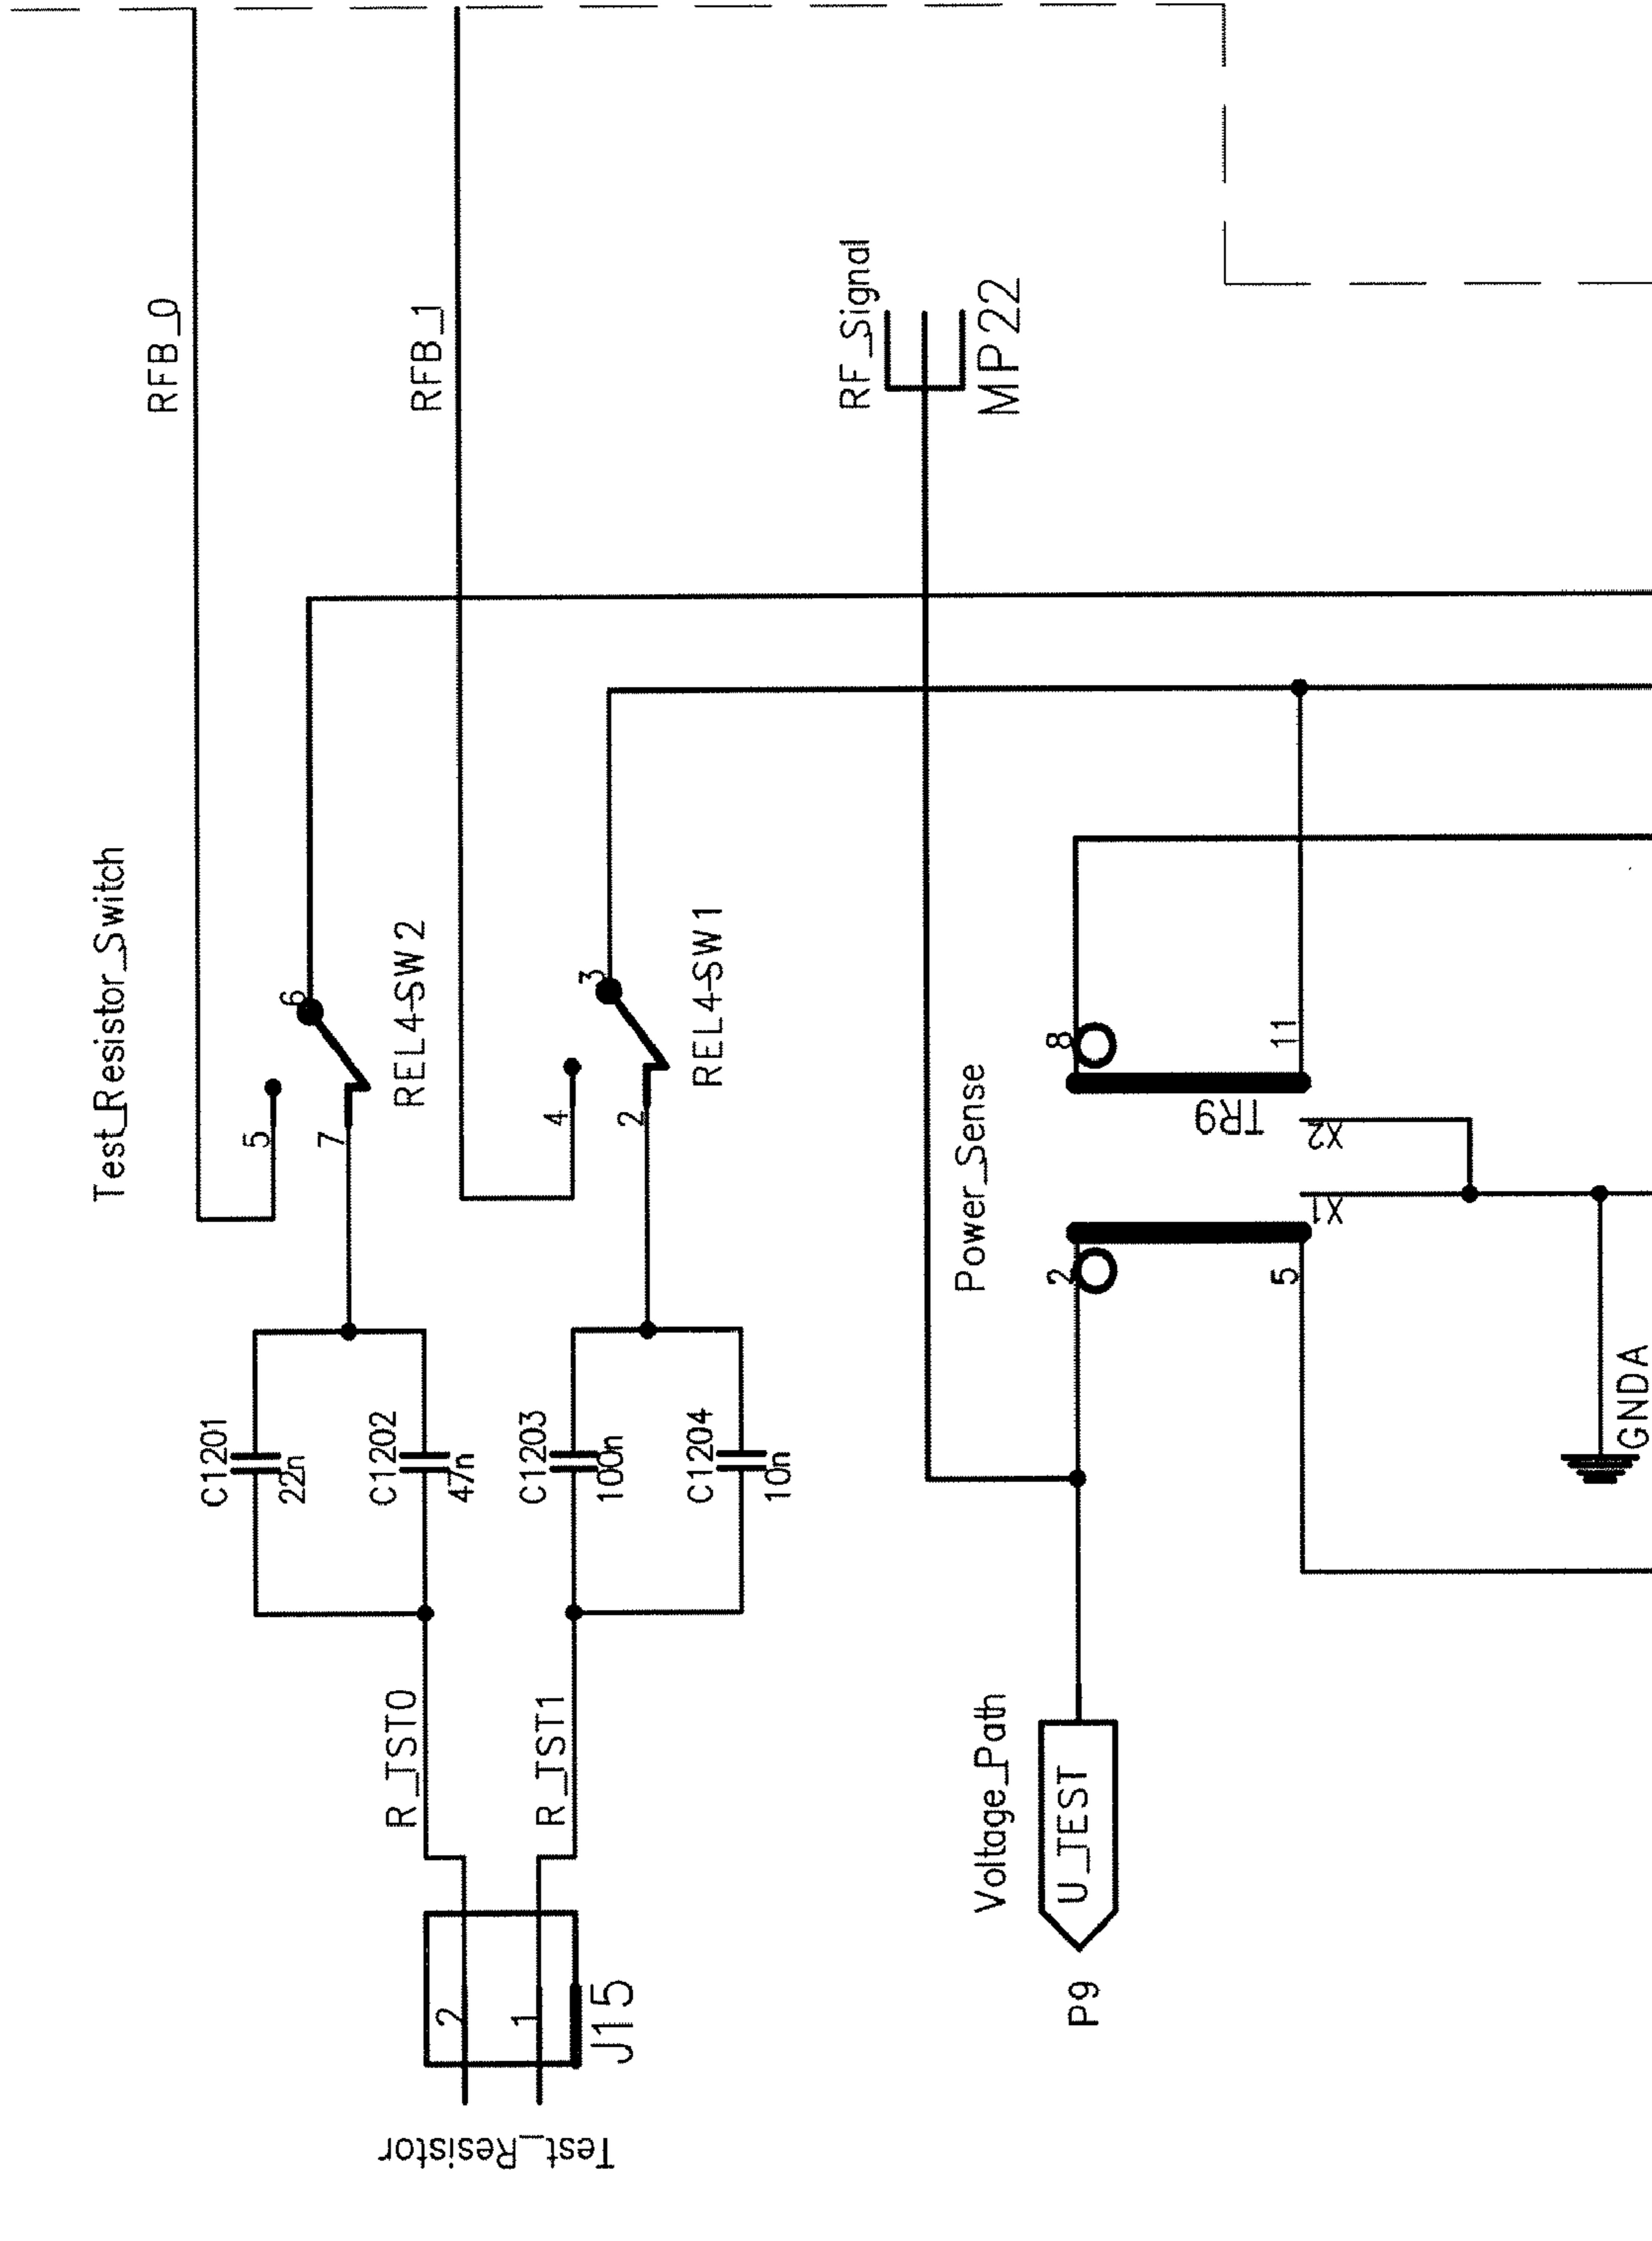 Test_Resistor_Switch
RFB_0
RFB_1
5
6
7
REL4-SW2
4
3
2
REL4-SW1
C1201
22n
C1202
47n
C1203
100n
C1204
10n
R_TST0
R_TST1
2
1
J15
Test_Resistor
RF_Signal
MP22
Power_Sense
8
11
TR9
X2
X1
2
5
GNDA
Voltage_Path
U_TEST
P9